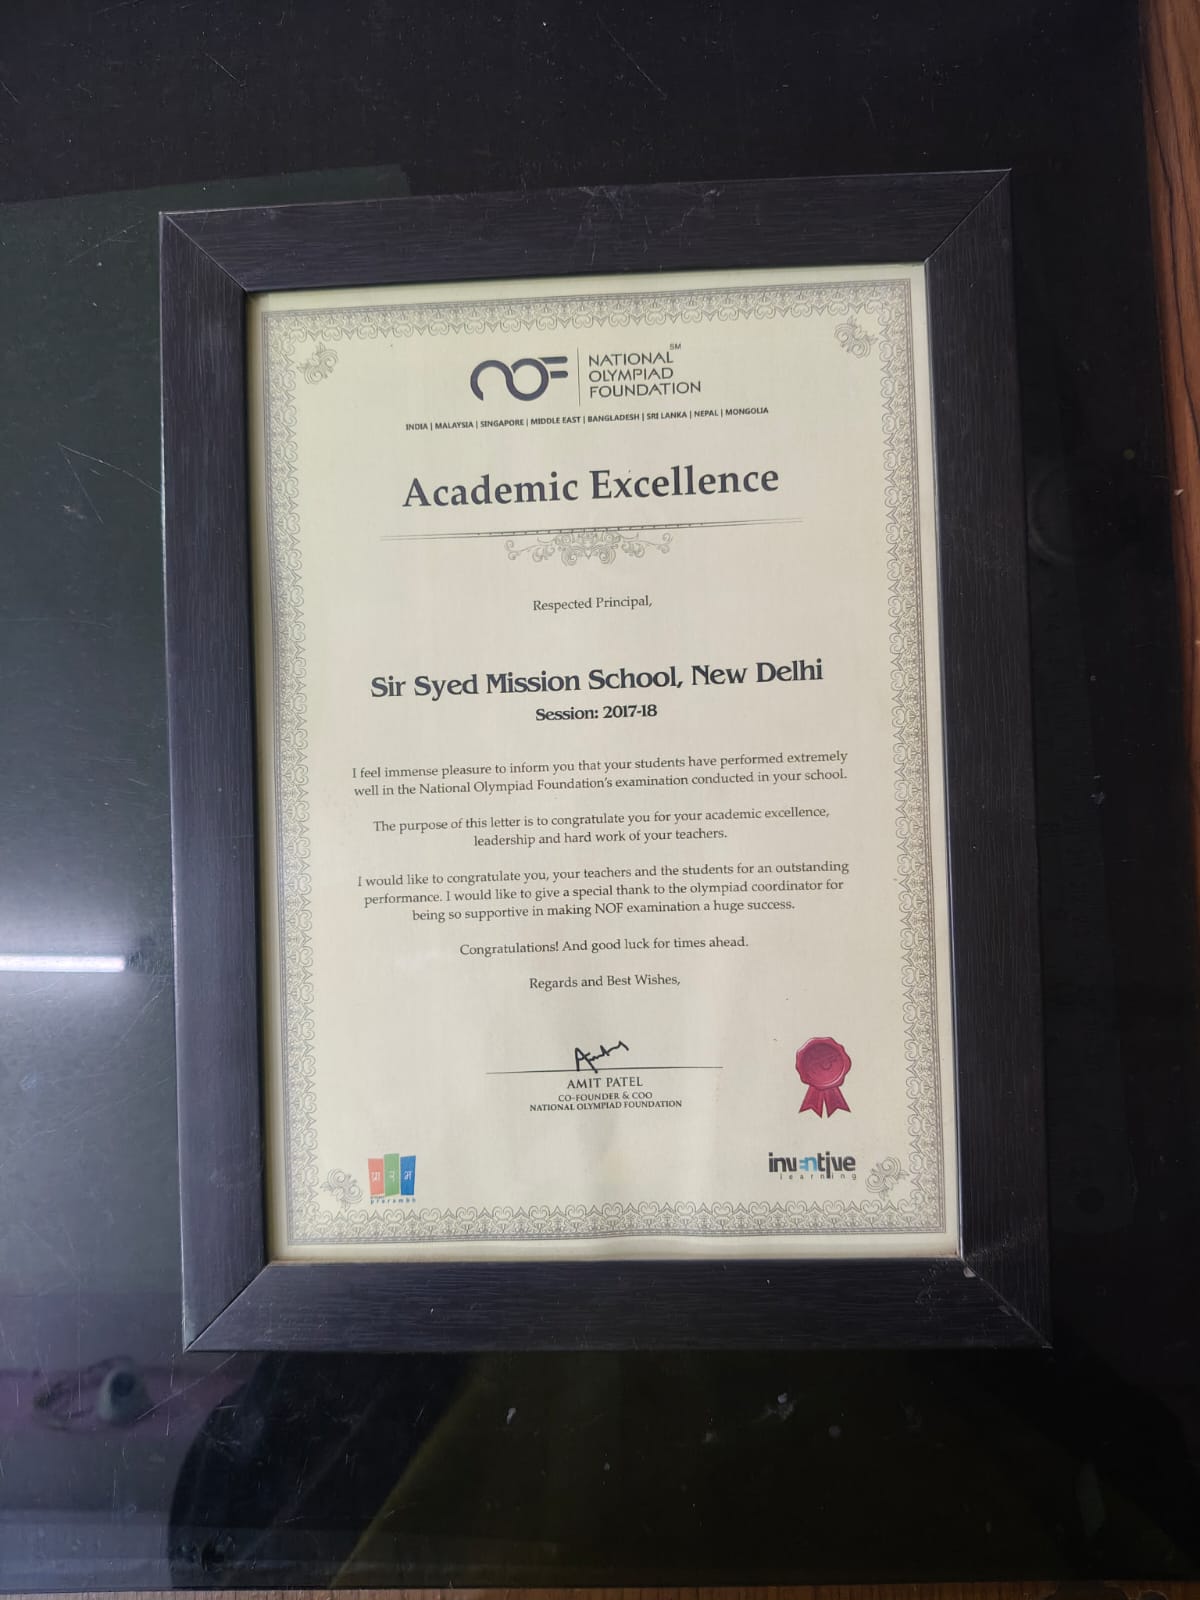 NOF NATIONAL SM
OLYMPIAD
FOUNDATION
INDIA | MALAYSIA | SINGAPORE | MIDDLE EAST | BANGLADESH | SRI LANKA | NEPAL | MONGOLIA
Academic Excellence
Respected Principal,
Sir Syed Mission School, New Delhi
Session: 2017-18
I feel immense pleasure to inform you that your students have performed extremely
well in the National Olympiad Foundation's examination conducted in your school.
The purpose of this letter is to congratulate you for your academic excellence,
leadership and hard work of your teachers.
I would like to congratulate you, your teachers and the students for an outstanding
performance. I would like to give a special thank to the olympiad coordinator for
being so supportive in making NOF examination a huge success.
Congratulations! And good luck for times ahead.
Regards and Best Wishes,
AMIT PATEL
CO-FOUNDER & COO
NATIONAL OLYMPIAD FOUNDATION
प्रा रं भ
prarambh
inventive
learning